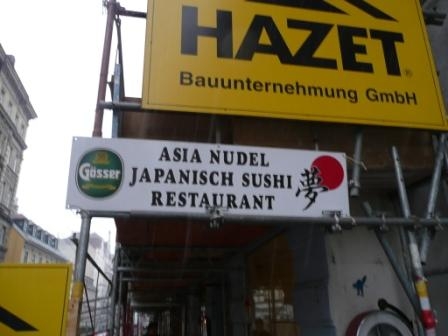 HAZET®
Bauunternehmung GmbH
Gösser
ASIA NUDEL
JAPANISCH SUSHI
RESTAURANT
夢